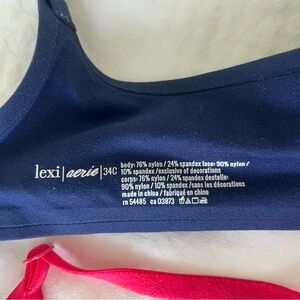 lexi | aerie | 34C
body: 76% nylon / 24% spandex lace: 90% nylon /
10% spandex /exclusive of decorations
corps: 76% nylon / 24% spandex dentelle:
90% nylon / 10% spandex /sans les décorations
made in china / fabriqué en chine
rn 54485 ca 03873